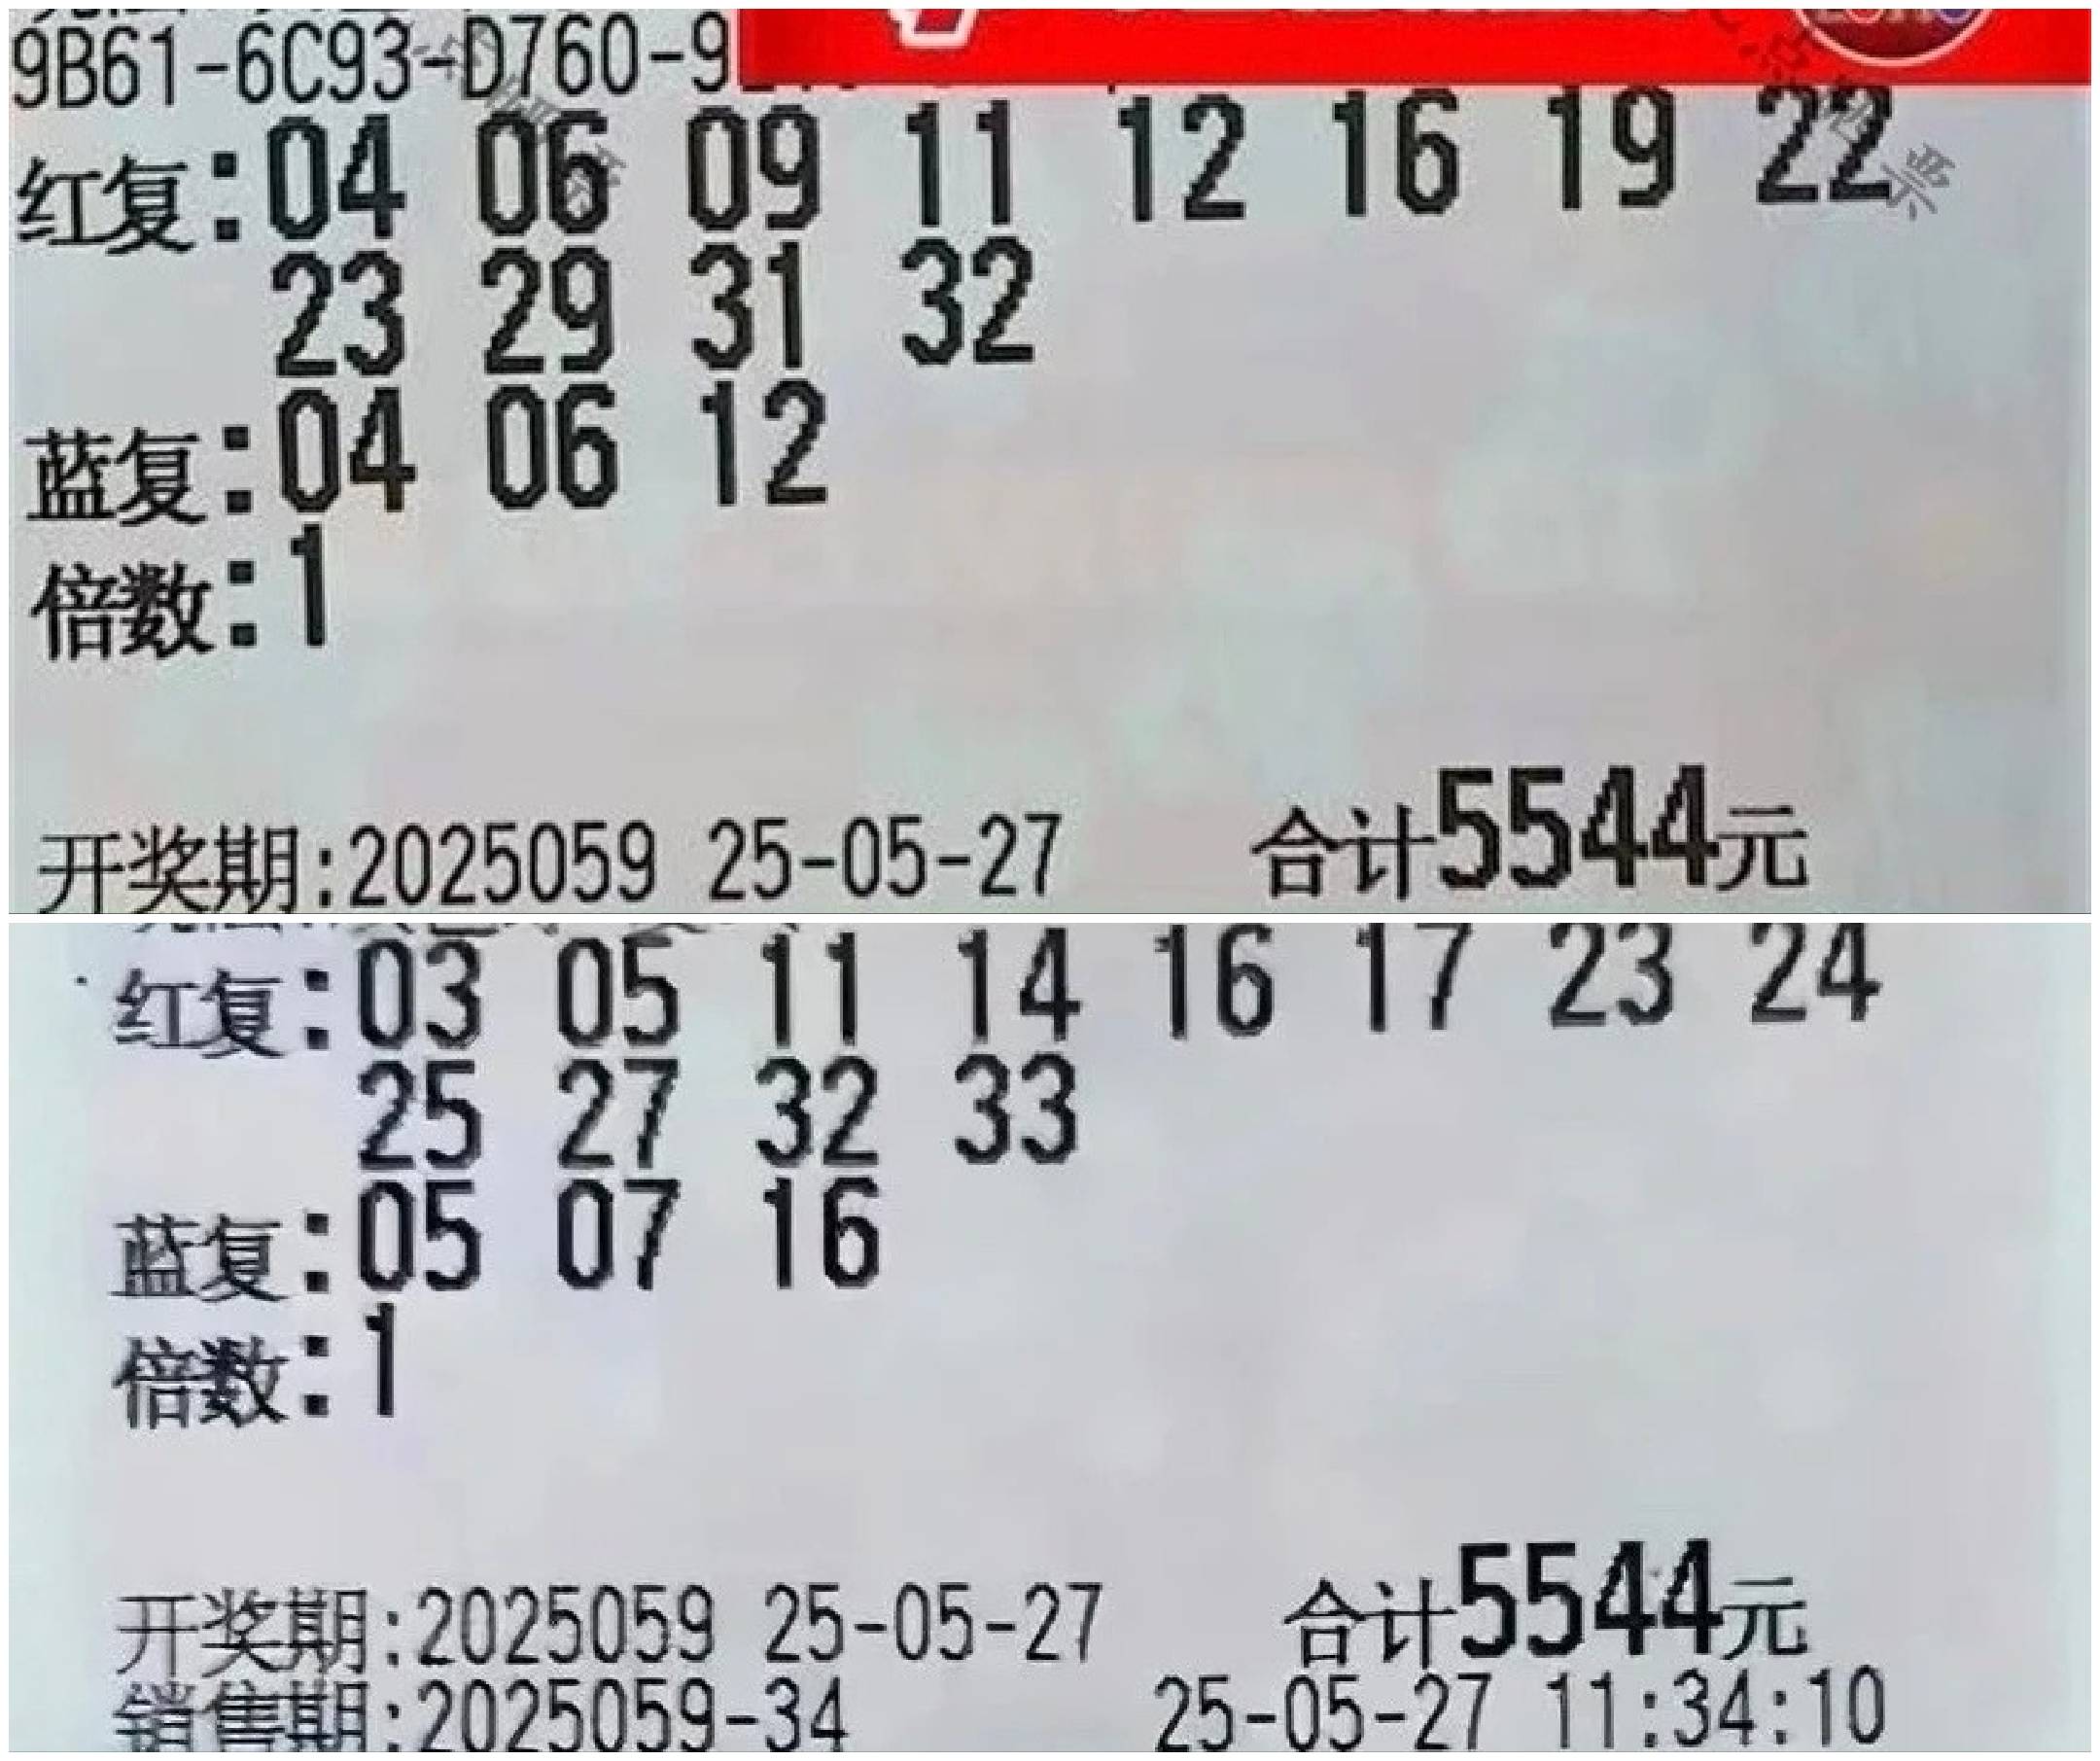 9B61-6C93-D760-9
红复:04 06 09 11 12 16 19 22
23 29 31 32
蓝复:04 06 12
倍数:1
开奖期:2025059 25-05-27 合计5544元
红复:03 05 11 14 16 17 23 24
25 27 32 33
蓝复:05 07 16
倍数:1
开奖期:2025059 25-05-27 合计5544元
销售期:2025059-34 25-05-27 11:34:10